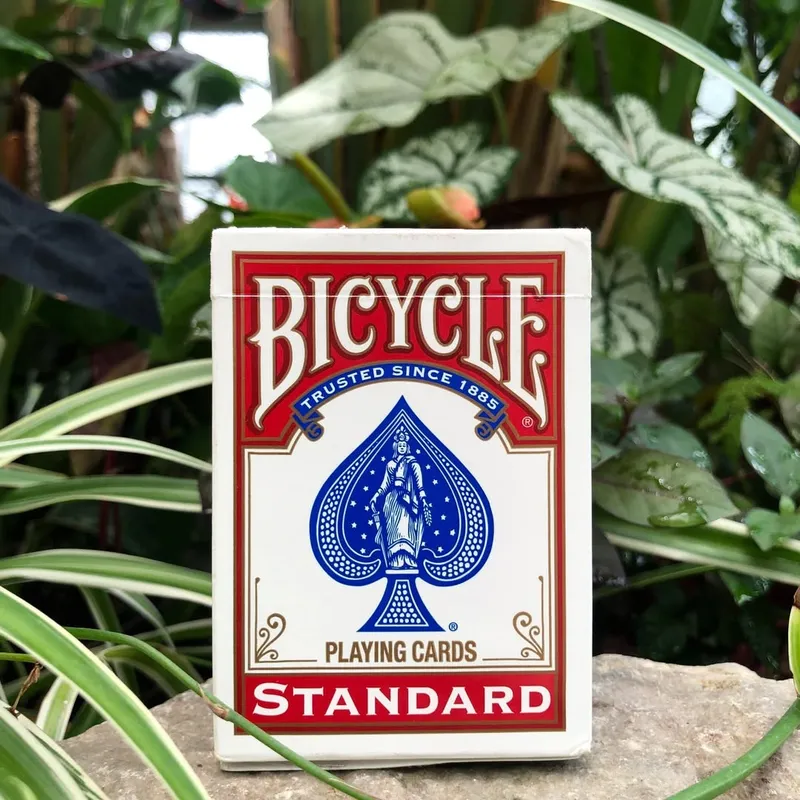 BICYCLE
®
TRUSTED SINCE 1885
®
PLAYING CARDS
STANDARD